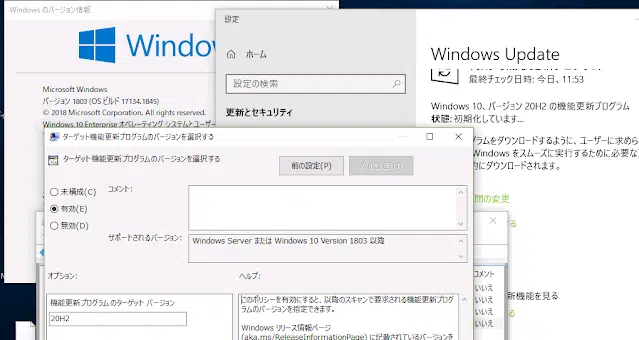 Windows のバージョン情報
Windows
Microsoft Windows
バージョン 1803 (OS ビルド 17134.1845)
© 2018 Microsoft Corporation. All rights reserved.
Windows 10 Enterprise オペレーティング システムとユーザー
設定
ホーム
設定の検索
更新とセキュリティ
Windows Update
最終チェック日時: 今日、11:53
Windows 10、バージョン 20H2 の機能更新プログラム
状態: 初期化しています...
グラムをダウンロードするように、ユーザーに求めら
Windows をスムーズに実行するために必要な
的にダウンロードされます。
間の変更
ターゲット機能更新プログラムのバージョンを選択する
ターゲット機能更新プログラムのバージョンを選択する
前の設定(P)
未構成(C)
有効(E)
無効(D)
コメント:
サポートされるバージョン:
Windows Server または Windows 10 Version 1803 以降
オプション:
ヘルプ:
機能更新プログラムのターゲット バージョン
20H2
このポリシーを有効にすると、以降のスキャンで要求される機能更新プログ
ラムのバージョンを指定できます。
Windows リリース情報ページ
(aka.ms/ReleaseInformationPage) に記載されているバージョンを
コメント
いいえ
いいえ
いいえ
いいえ
新機能を見る